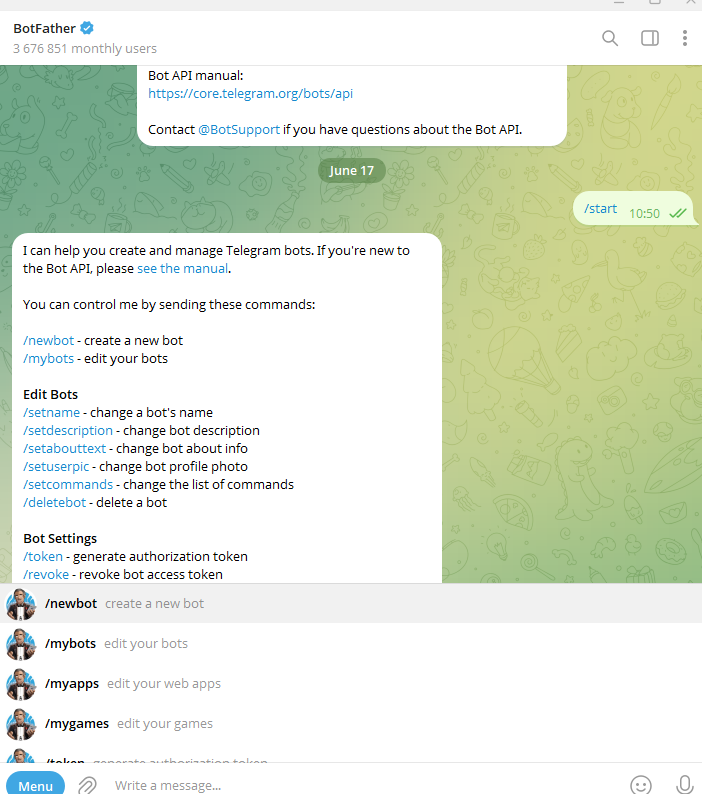 BotFather
3 676 851 monthly users
Bot API manual:
https://core.telegram.org/bots/api
Contact @BotSupport if you have questions about the Bot API.
June 17
/start 10:50
I can help you create and manage Telegram bots. If you're new to
the Bot API, please see the manual.
You can control me by sending these commands:
/newbot - create a new bot
/mybots - edit your bots
Edit Bots
/setname - change a bot's name
/setdescription - change bot description
/setabouttext - change bot about info
/setuserpic - change bot profile photo
/setcommands - change the list of commands
/deletebot - delete a bot
Bot Settings
/token - generate authorization token
/revoke - revoke bot access token
/newbot create a new bot
/mybots edit your bots
/myapps edit your web apps
/mygames edit your games
/token generate authorization token
Menu Write a message...